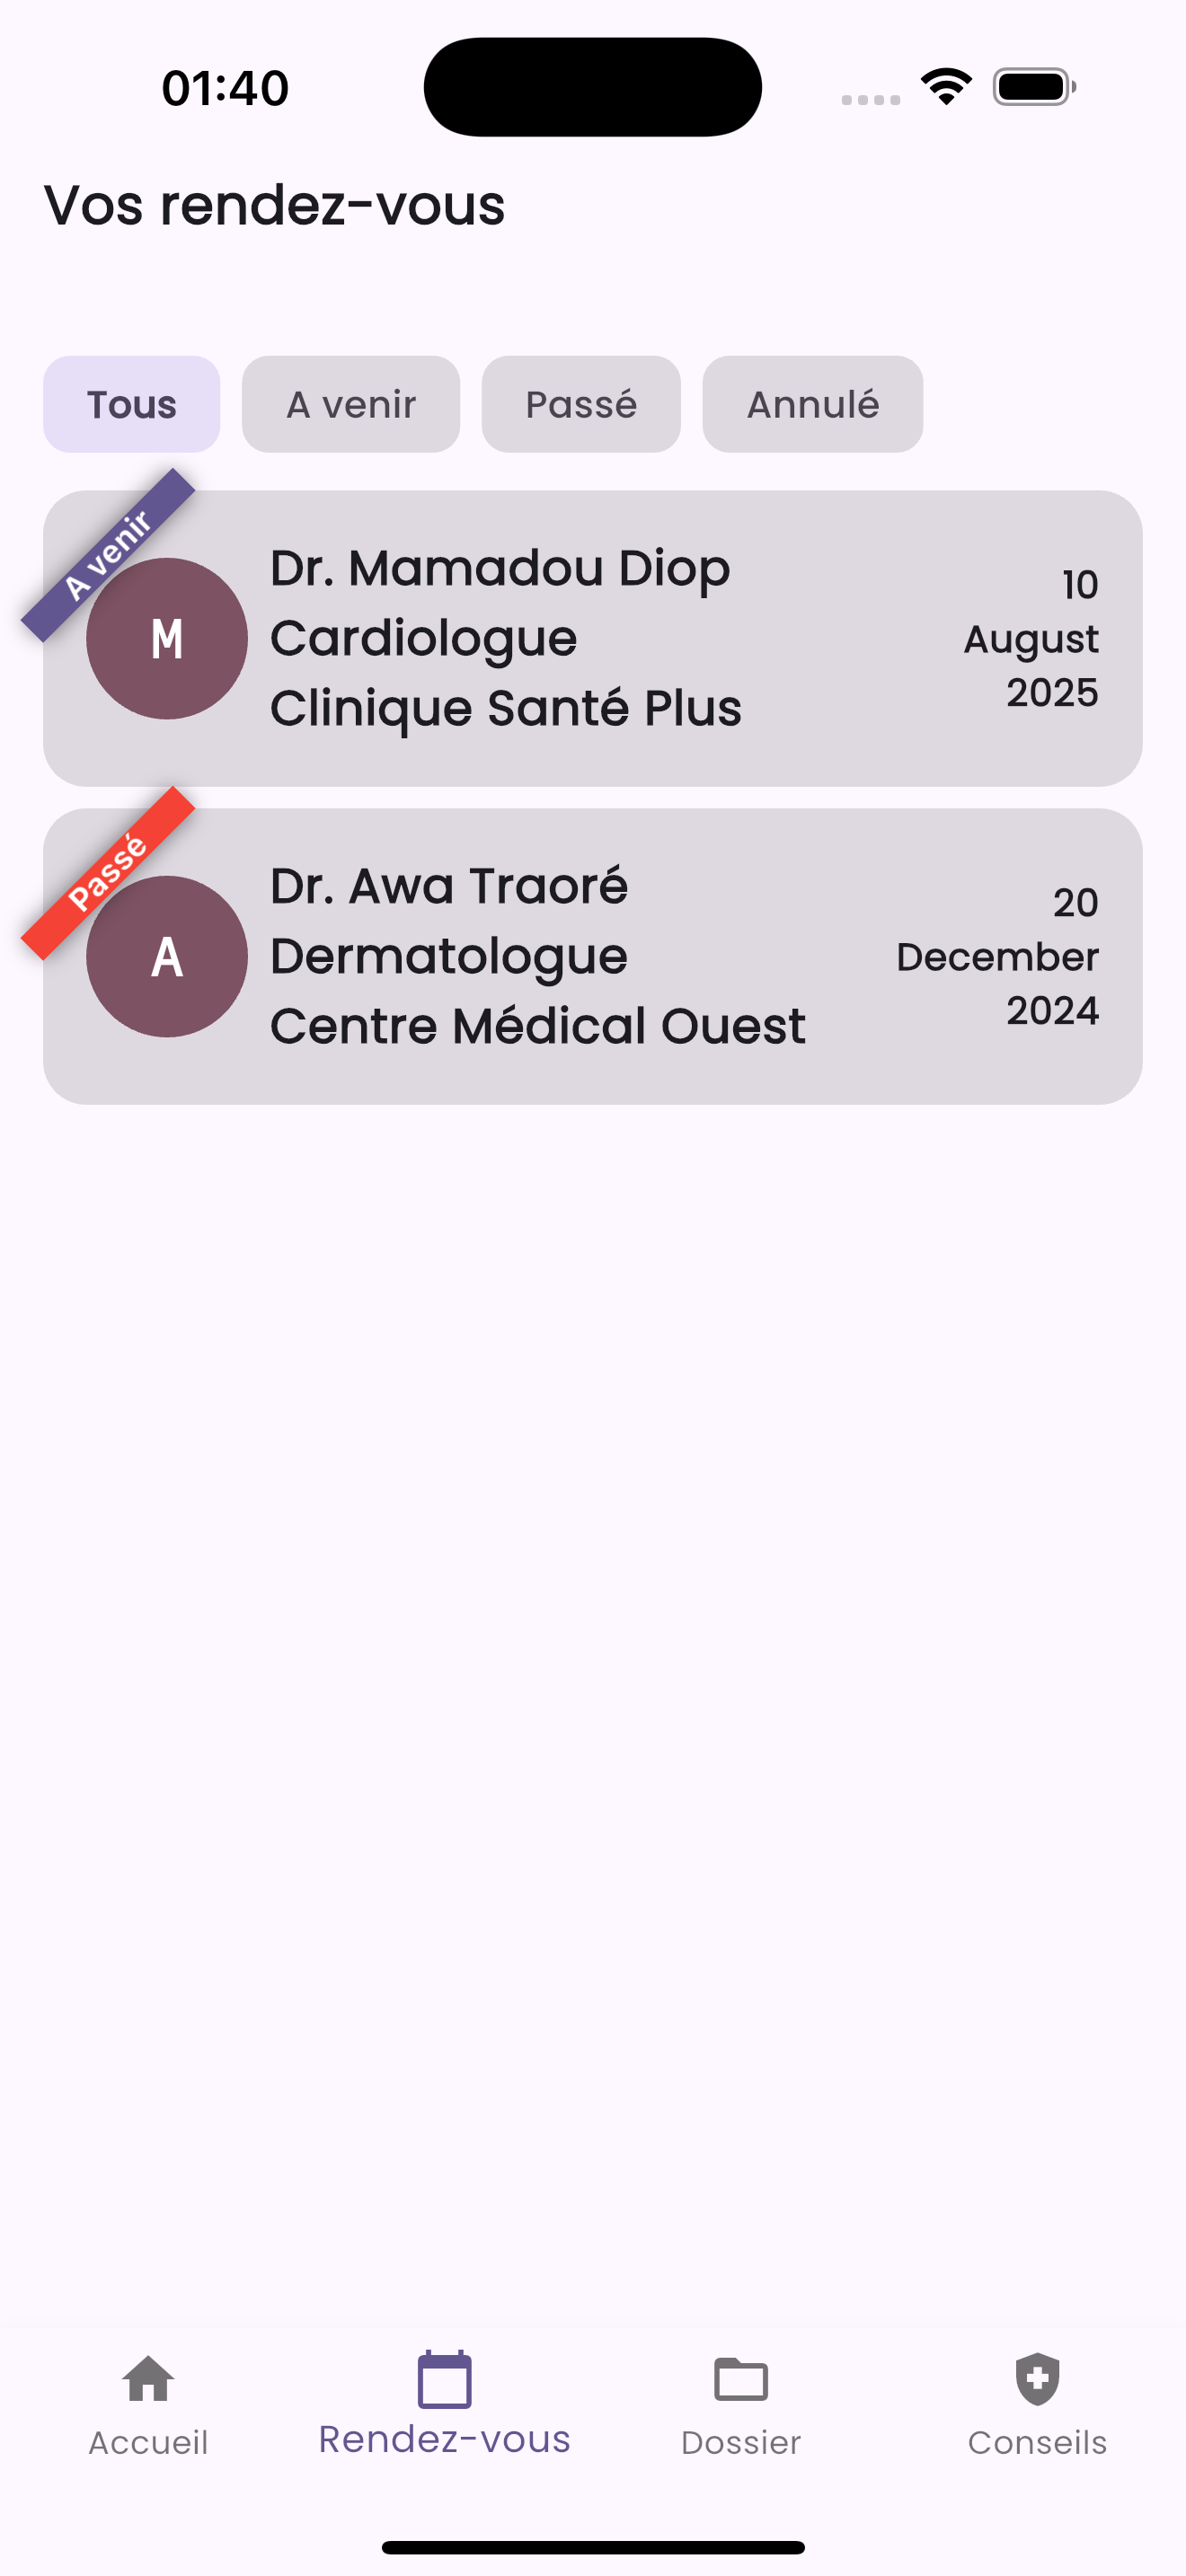 01:40
Vos rendez-vous
Tous
A venir
Passé
Annulé
A venir
M
Dr. Mamadou Diop
Cardiologue
Clinique Santé Plus
10
August
2025
Passé
A
Dr. Awa Traoré
Dermatologue
Centre Médical Ouest
20
December
2024
Accueil
Rendez-vous
Dossier
Conseils